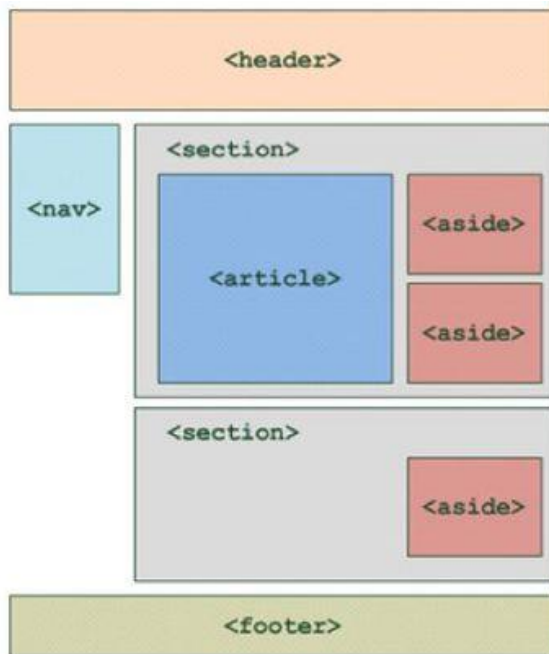 <header>
<nav>
<section>
<article>
<aside>
<aside>
<section>
<aside>
<footer>